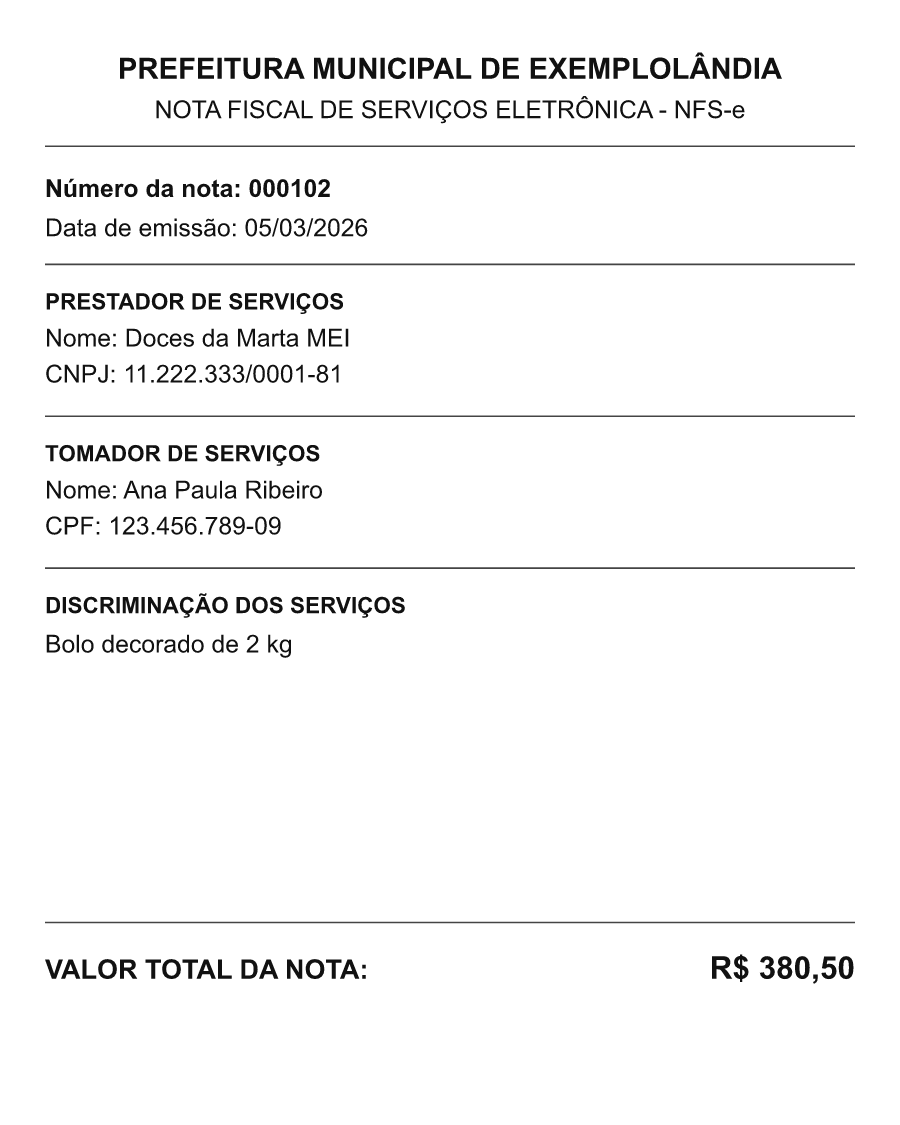 PREFEITURA MUNICIPAL DE EXEMPLOLÂNDIA
NOTA FISCAL DE SERVIÇOS ELETRÔNICA - NFS-e
Número da nota: 000102
Data de emissão: 05/03/2026
PRESTADOR DE SERVIÇOS
Nome: Doces da Marta MEI
CNPJ: 11.222.333/0001-81
TOMADOR DE SERVIÇOS
Nome: Ana Paula Ribeiro
CPF: 123.456.789-09
DISCRIMINAÇÃO DOS SERVIÇOS
Bolo decorado de 2 kg
VALOR TOTAL DA NOTA: R$ 380,50